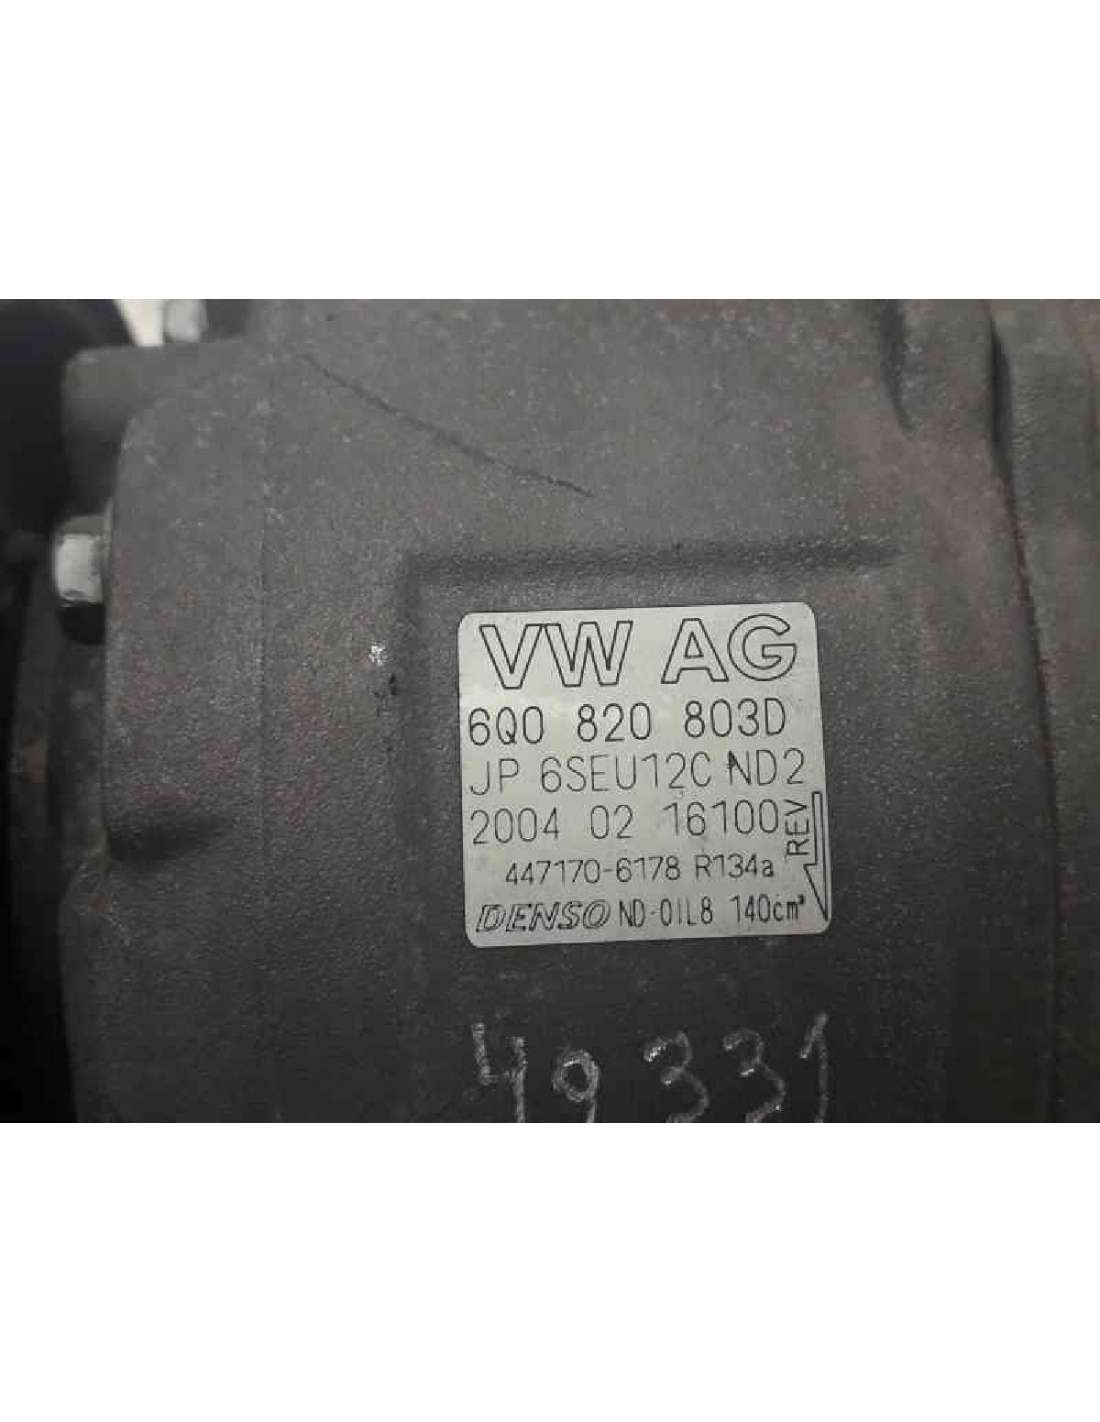 VW AG
6Q0 820 803D
JP 6SEU12C ND2
2004 02 16100
REV
447170-6178 R134a
DENSO ND-OIL8 140cm³
49331